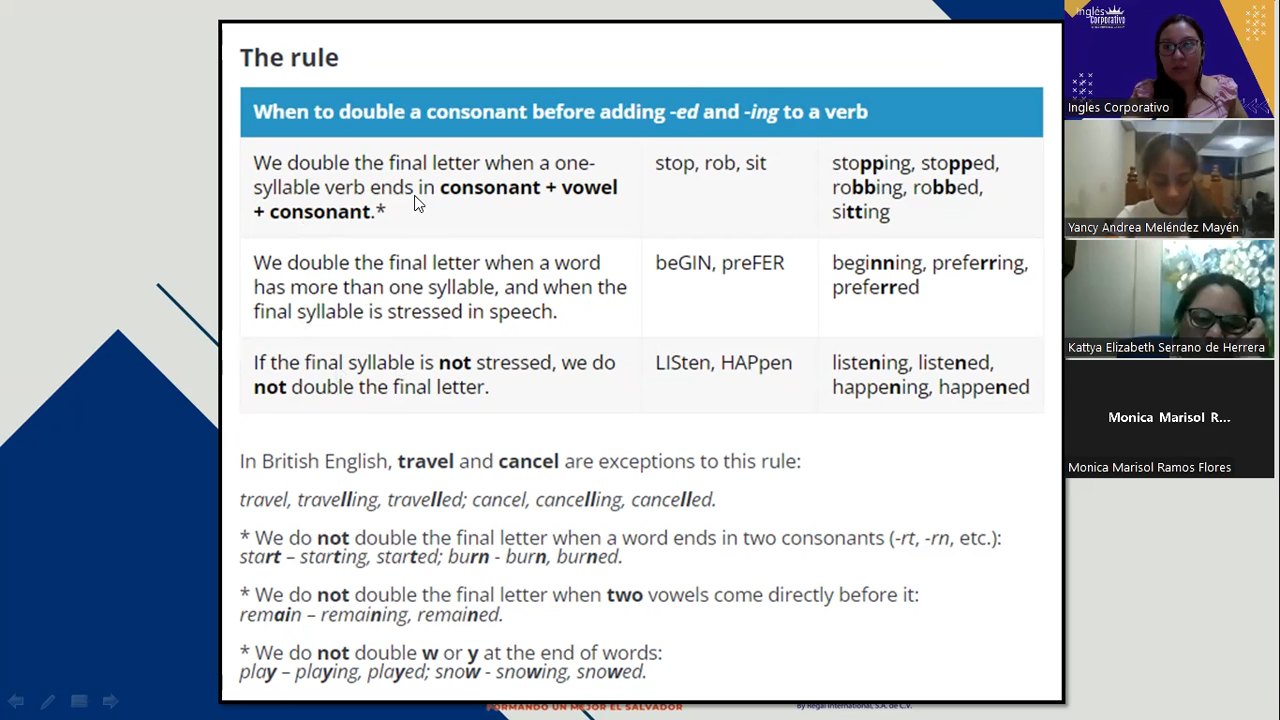 The rule
When to double a consonant before adding -ed and -ing to a verb
We double the final letter when a one-
syllable verb ends in consonant + vowel
+ consonant.*
stop, rob, sit
stopping, stopped,
robbing, robbed,
sitting
We double the final letter when a word
has more than one syllable, and when the
final syllable is stressed in speech.
beGIN, preFER
beginning, preferring,
preferred
If the final syllable is not stressed, we do
not double the final letter.
LISten, HAPpen
listening, listened,
happening, happened
In British English, travel and cancel are exceptions to this rule:
travel, travelling, travelled; cancel, cancelling, cancelled.
* We do not double the final letter when a word ends in two consonants (-rt, -rn, etc.):
start – starting, started; burn - burn, burned.
* We do not double the final letter when two vowels come directly before it:
remain – remaining, remained.
* We do not double w or y at the end of words:
play – playing, played; snow - snowing, snowed.
FORMANDO UN MEJOR EL SALVADOR
By Regal International, S.A. de C.V.
Inglés
Corporativo
Ingles Corporativo
Yancy Andrea Meléndez Mayén
Kattya Elizabeth Serrano de Herrera
Monica Marisol R...
Monica Marisol Ramos Flores